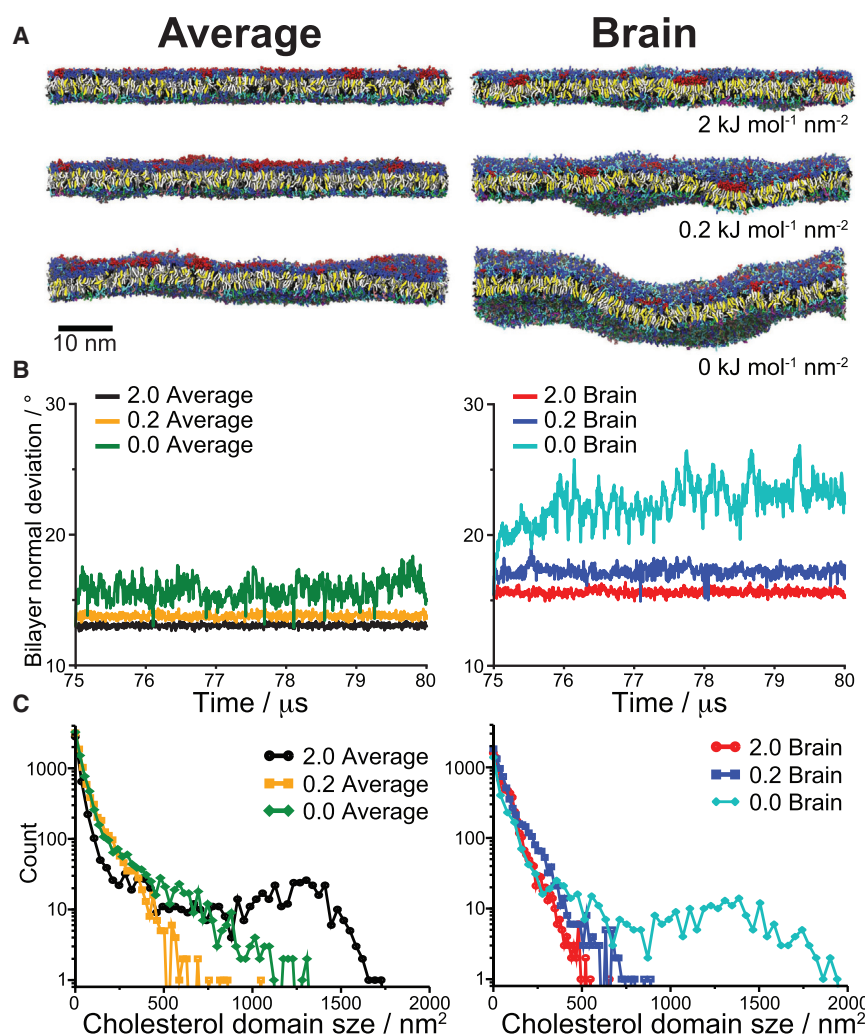 Average
Brain
A
2 kJ mol⁻¹ nm⁻²
0.2 kJ mol⁻¹ nm⁻²
0 kJ mol⁻¹ nm⁻²
10 nm
B
Bilayer normal deviation / °
30
20
10
2.0 Average
0.2 Average
0.0 Average
75 76 77 78 79 80
Time / μs
30
20
10
2.0 Brain
0.2 Brain
0.0 Brain
75 76 77 78 79 80
Time / μs
C
Count
1000
100
10
1
2.0 Average
0.2 Average
0.0 Average
0 500 1000 1500 2000
Cholesterol domain sze / nm²
1000
100
10
1
2.0 Brain
0.2 Brain
0.0 Brain
0 500 1000 1500 2000
Cholesterol domain sze / nm²